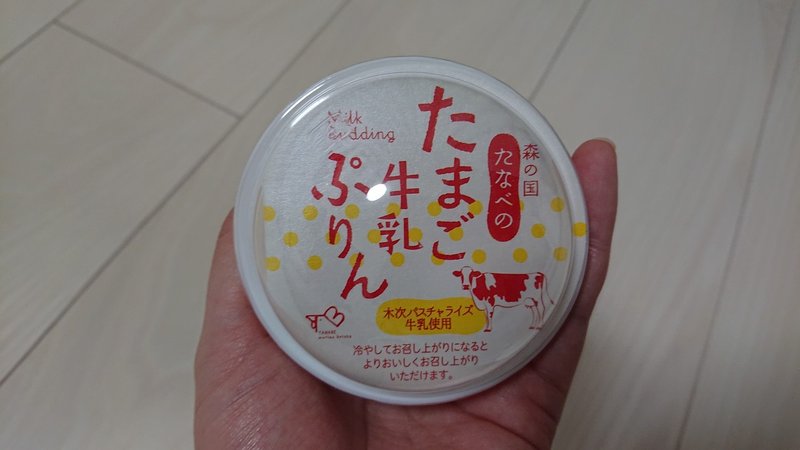 森の国
たなべの
たまご
牛乳
ぷりん
Milk
Pudding
木次パスチャライズ
牛乳使用
TANABE
冷やしてお召し上がりになると
よりおいしくお召し上がり
いただけます。